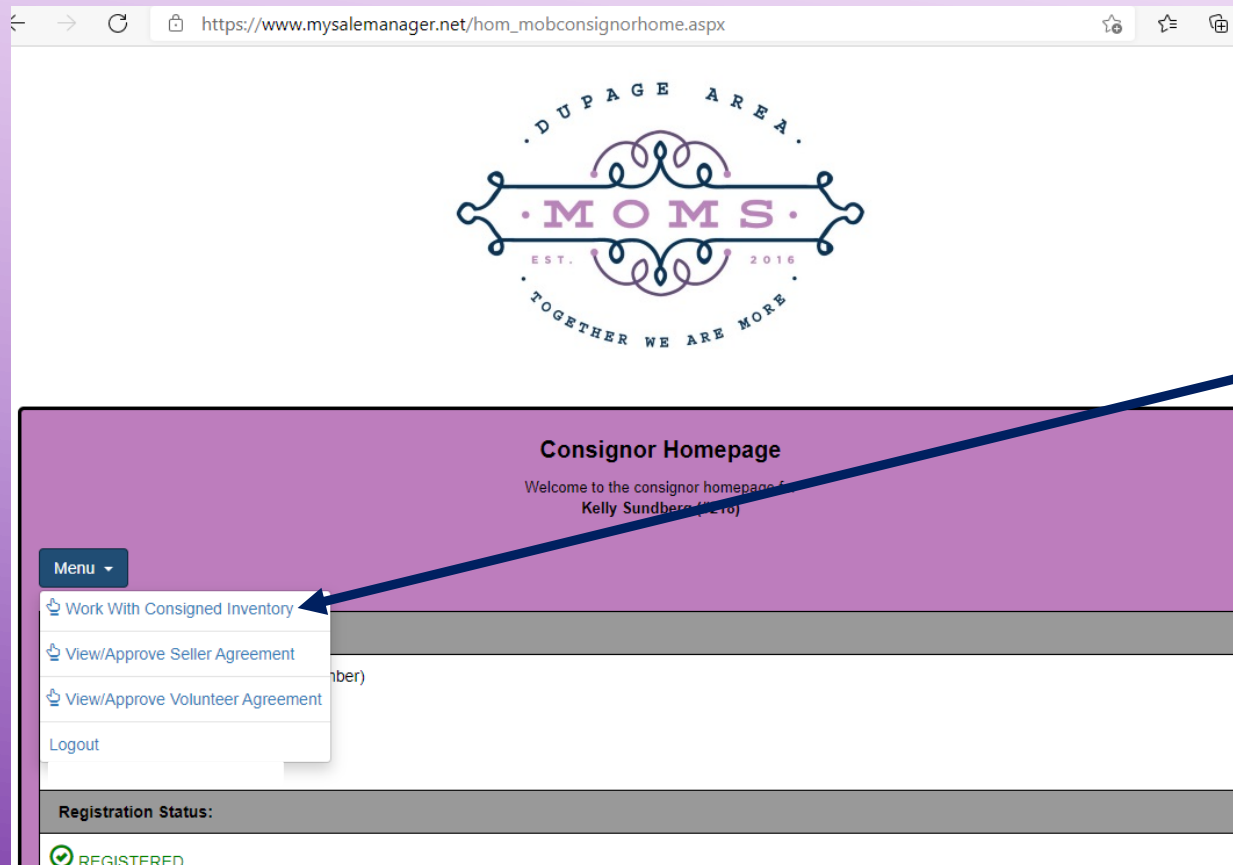 https://www.mysalemanager.net/hom_mobconsignorhome.aspx
· DUPAGE AREA ·
· MOMS ·
EST. 2016
· TOGETHER WE ARE MORE ·
Consignor Homepage
Welcome to the consignor homepage
Kelly Sundberg
Menu
Work With Consigned Inventory
View/Approve Seller Agreement
View/Approve Volunteer Agreement
Logout
Registration Status:
REGISTERED